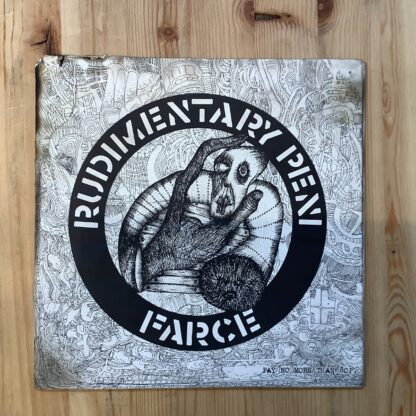 RUDIMENTARY PENI
FARCE
PAY NO MORE THAN 80P